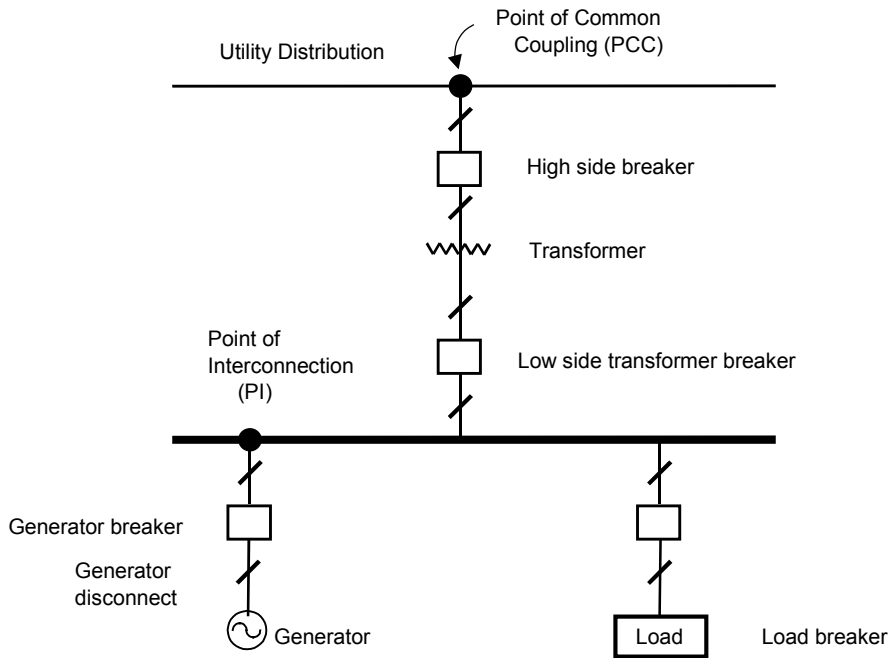 Point of Common
Coupling (PCC)
Utility Distribution
High side breaker
Transformer
Point of
Interconnection
(PI)
Low side transformer breaker
Generator breaker
Generator
disconnect
Generator
Load
Load breaker